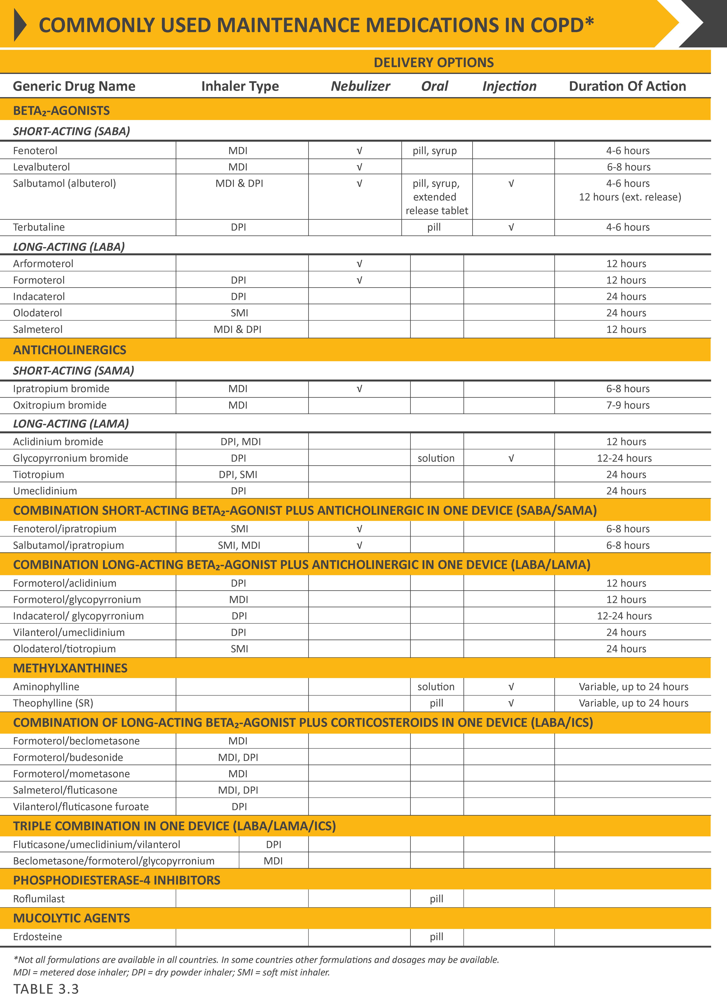 COMMONLY USED MAINTENANCE MEDICATIONS IN COPD*
DELIVERY OPTIONS
Generic Drug Name Inhaler Type Nebulizer Oral Injection Duration Of Action
BETA₂-AGONISTS
SHORT-ACTING (SABA)
Fenoterol MDI √ pill, syrup 4-6 hours
Levalbuterol MDI √ 6-8 hours
Salbutamol (albuterol) MDI & DPI √ pill, syrup, √ 4-6 hours
extended 12 hours (ext. release)
release tablet
Terbutaline DPI pill √ 4-6 hours
LONG-ACTING (LABA)
Arformoterol √ 12 hours
Formoterol DPI √ 12 hours
Indacaterol DPI 24 hours
Olodaterol SMI 24 hours
Salmeterol MDI & DPI 12 hours
ANTICHOLINERGICS
SHORT-ACTING (SAMA)
Ipratropium bromide MDI √ 6-8 hours
Oxitropium bromide MDI 7-9 hours
LONG-ACTING (LAMA)
Aclidinium bromide DPI, MDI 12 hours
Glycopyrronium bromide DPI solution √ 12-24 hours
Tiotropium DPI, SMI 24 hours
Umeclidinium DPI 24 hours
COMBINATION SHORT-ACTING BETA₂-AGONIST PLUS ANTICHOLINERGIC IN ONE DEVICE (SABA/SAMA)
Fenoterol/ipratropium SMI √ 6-8 hours
Salbutamol/ipratropium SMI, MDI √ 6-8 hours
COMBINATION LONG-ACTING BETA₂-AGONIST PLUS ANTICHOLINERGIC IN ONE DEVICE (LABA/LAMA)
Formoterol/aclidinium DPI 12 hours
Formoterol/glycopyrronium MDI 12 hours
Indacaterol/ glycopyrronium DPI 12-24 hours
Vilanterol/umeclidinium DPI 24 hours
Olodaterol/tiotropium SMI 24 hours
METHYLXANTHINES
Aminophylline solution √ Variable, up to 24 hours
Theophylline (SR) pill √ Variable, up to 24 hours
COMBINATION OF LONG-ACTING BETA₂-AGONIST PLUS CORTICOSTEROIDS IN ONE DEVICE (LABA/ICS)
Formoterol/beclometasone MDI
Formoterol/budesonide MDI, DPI
Formoterol/mometasone MDI
Salmeterol/fluticasone MDI, DPI
Vilanterol/fluticasone furoate DPI
TRIPLE COMBINATION IN ONE DEVICE (LABA/LAMA/ICS)
Fluticasone/umeclidinium/vilanterol DPI
Beclometasone/formoterol/glycopyrronium MDI
PHOSPHODIESTERASE-4 INHIBITORS
Roflumilast pill
MUCOLYTIC AGENTS
Erdosteine pill
*Not all formulations are available in all countries. In some countries other formulations and dosages may be available.
MDI = metered dose inhaler; DPI = dry powder inhaler; SMI = soft mist inhaler.
TABLE 3.3